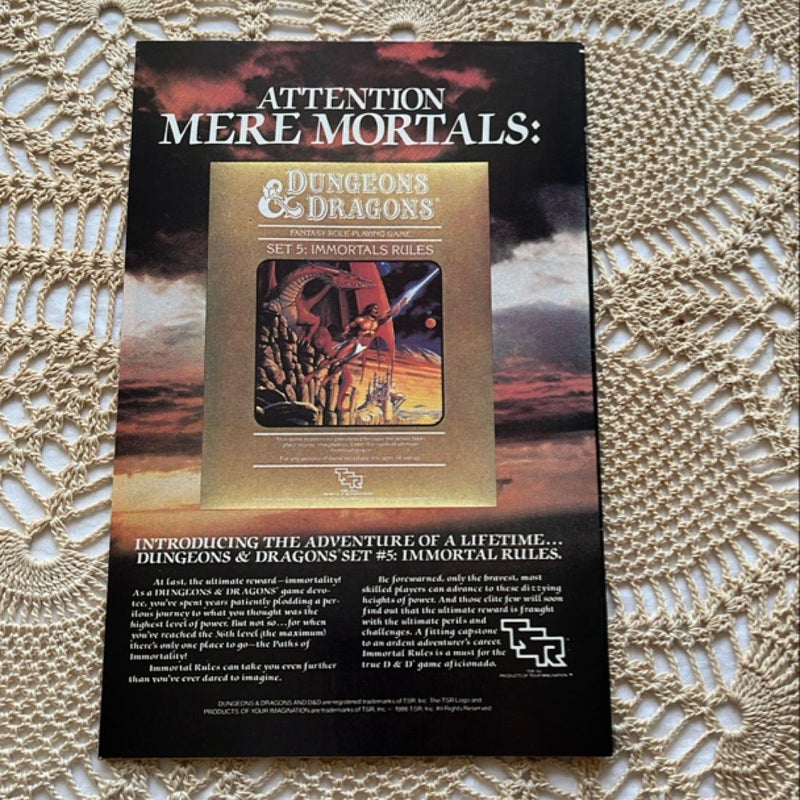 ATTENTION
MERE MORTALS:
DUNGEONS
& DRAGONS®
FANTASY ROLE-PLAYING GAME
SET 5: IMMORTALS RULES
TSR
INTRODUCING THE ADVENTURE OF A LIFETIME...
DUNGEONS & DRAGONS® SET #5: IMMORTAL RULES.
At last, the ultimate reward—immortality!
As a DUNGEONS & DRAGONS® game devo-
tee, you've spent years patiently plodding a per-
ilous journey to what you thought was the
highest level of power. But not so...for when
you've reached the 36th level (the maximum)
there's only one place to go—the Paths of
Immortality!
Immortal Rules can take you even further
than you've ever dared to imagine.
Be forewarned, only the bravest, most
skilled players can advance to these dizzying
heights of power. And those elite few will soon
find out that the ultimate reward is fraught
with the ultimate perils and
challenges. A fitting capstone
to an ardent adventurer's career,
Immortal Rules is a must for the
true D & D® game aficionado.
TSR
TSR, Inc.
PRODUCTS OF YOUR IMAGINATION™
DUNGEONS & DRAGONS AND D&D are registered trademarks of TSR, Inc. The TSR Logo and
PRODUCTS OF YOUR IMAGINATION are trademarks of TSR, Inc. © 1986 TSR, Inc. All Rights Reserved